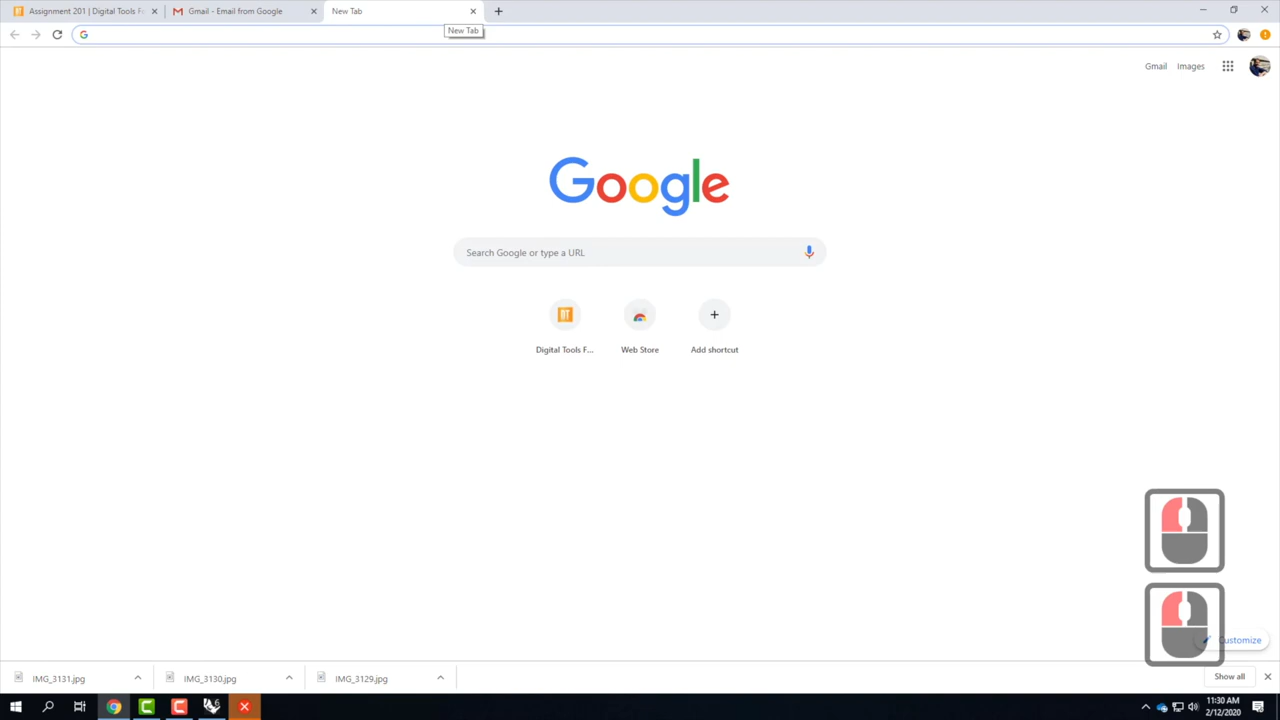 Assignment 201 | Digital Tools F
Gmail - Email from Google
New Tab
New Tab
Gmail
Images
Google
Search Google or type a URL
Digital Tools F...
Web Store
Add shortcut
Customize
IMG_3131.jpg
IMG_3130.jpg
IMG_3129.jpg
Show all
11:30 AM
2/12/2020